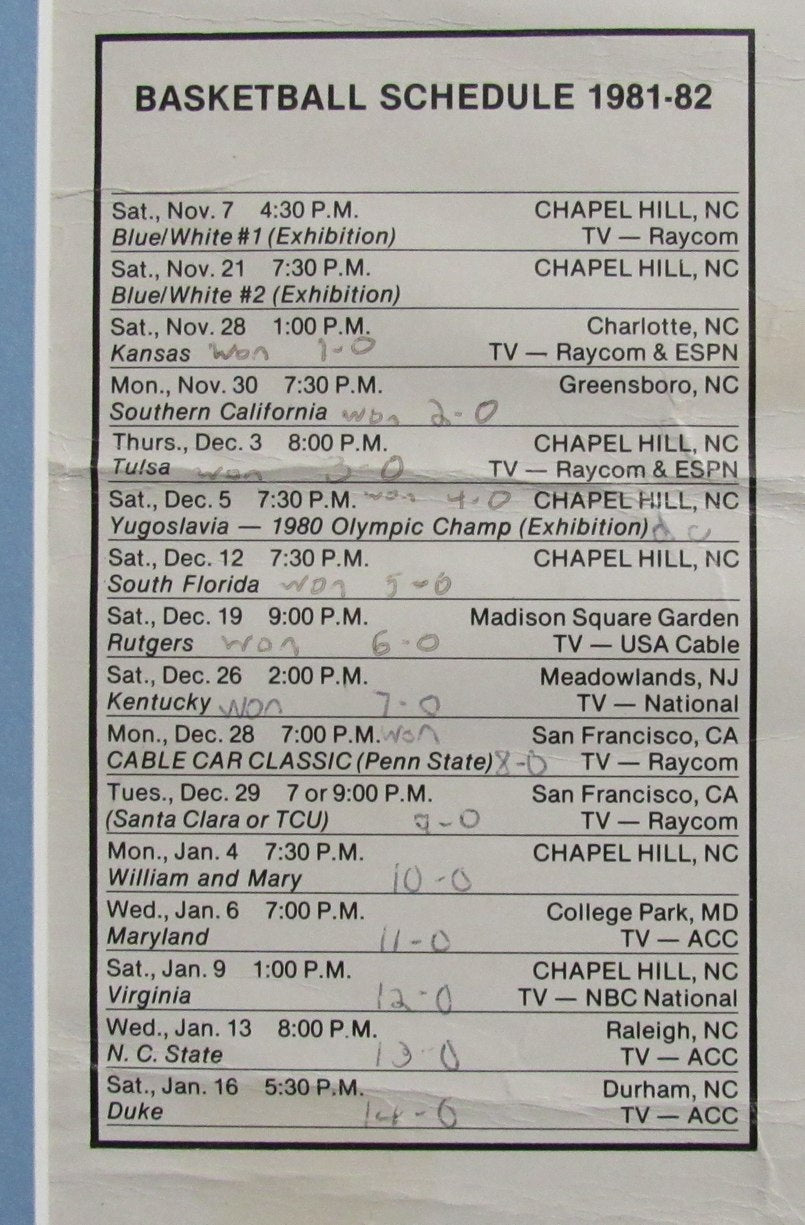 BASKETBALL SCHEDULE 1981-82
Sat., Nov. 7 4:30 P.M. CHAPEL HILL, NC
Blue/White #1 (Exhibition) TV — Raycom
Sat., Nov. 21 7:30 P.M. CHAPEL HILL, NC
Blue/White #2 (Exhibition)
Sat., Nov. 28 1:00 P.M. Charlotte, NC
Kansas Won 1-0 TV — Raycom & ESPN
Mon., Nov. 30 7:30 P.M. Greensboro, NC
Southern California won 2-0
Thurs., Dec. 3 8:00 P.M. CHAPEL HILL, NC
Tulsa won 3-0 TV — Raycom & ESPN
Sat., Dec. 5 7:30 P.M. won 4-0 CHAPEL HILL, NC
Yugoslavia — 1980 Olympic Champ (Exhibition)
Sat., Dec. 12 7:30 P.M. CHAPEL HILL, NC
South Florida won 5-0
Sat., Dec. 19 9:00 P.M. Madison Square Garden
Rutgers Won 6-0 TV — USA Cable
Sat., Dec. 26 2:00 P.M. Meadowlands, NJ
Kentucky Won 7-0 TV — National
Mon., Dec. 28 7:00 P.M. Won San Francisco, CA
CABLE CAR CLASSIC (Penn State) 8-0 TV — Raycom
Tues., Dec. 29 7 or 9:00 P.M. San Francisco, CA
(Santa Clara or TCU) 9-0 TV — Raycom
Mon., Jan. 4 7:30 P.M. CHAPEL HILL, NC
William and Mary 10-0
Wed., Jan. 6 7:00 P.M. College Park, MD
Maryland 11-0 TV — ACC
Sat., Jan. 9 1:00 P.M. CHAPEL HILL, NC
Virginia 12-0 TV — NBC National
Wed., Jan. 13 8:00 P.M. Raleigh, NC
N. C. State 13-0 TV — ACC
Sat., Jan. 16 5:30 P.M. Durham, NC
Duke 14-0 TV — ACC